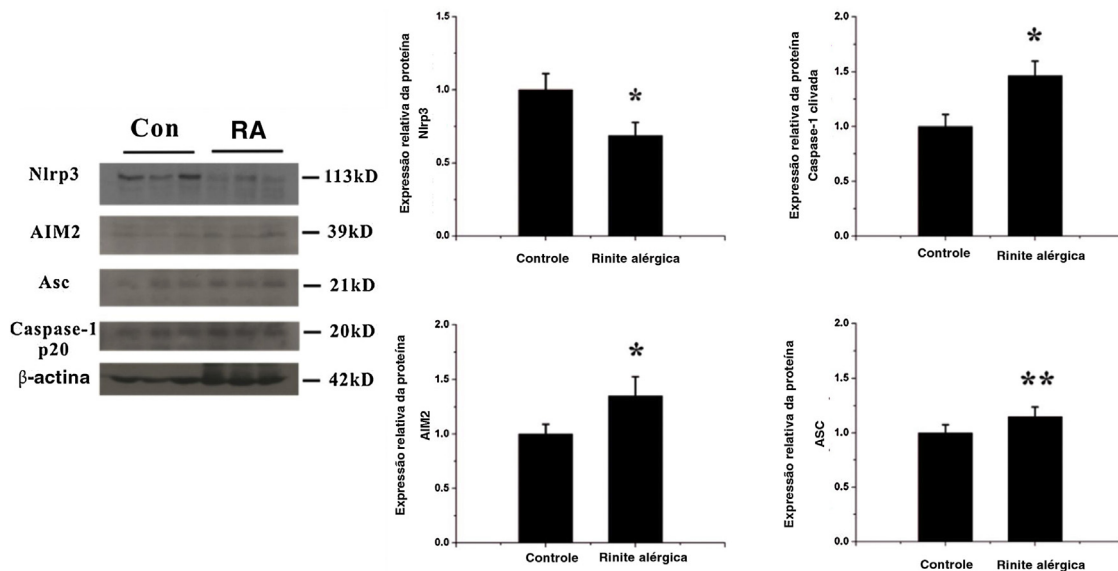 Con RA
Nlrp3 113kD
AIM2 39kD
Asc 21kD
Caspase-1 20kD
p20
β-actina 42kD
Expressão relativa da proteína
Nlrp3
1.5
1.0
0.5
0.0
*
Controle Rinite alérgica
Expressão relativa da proteína
Caspase-1 clivada
2.0
1.5
1.0
0.5
0.0
*
Controle Rinite alérgica
Expressão relativa da proteína
AIM2
2.0
1.5
1.0
0.5
0.0
*
Controle Rinite alérgica
Expressão relativa da proteína
ASC
2.0
1.5
1.0
0.5
0.0
**
Controle Rinite alérgica